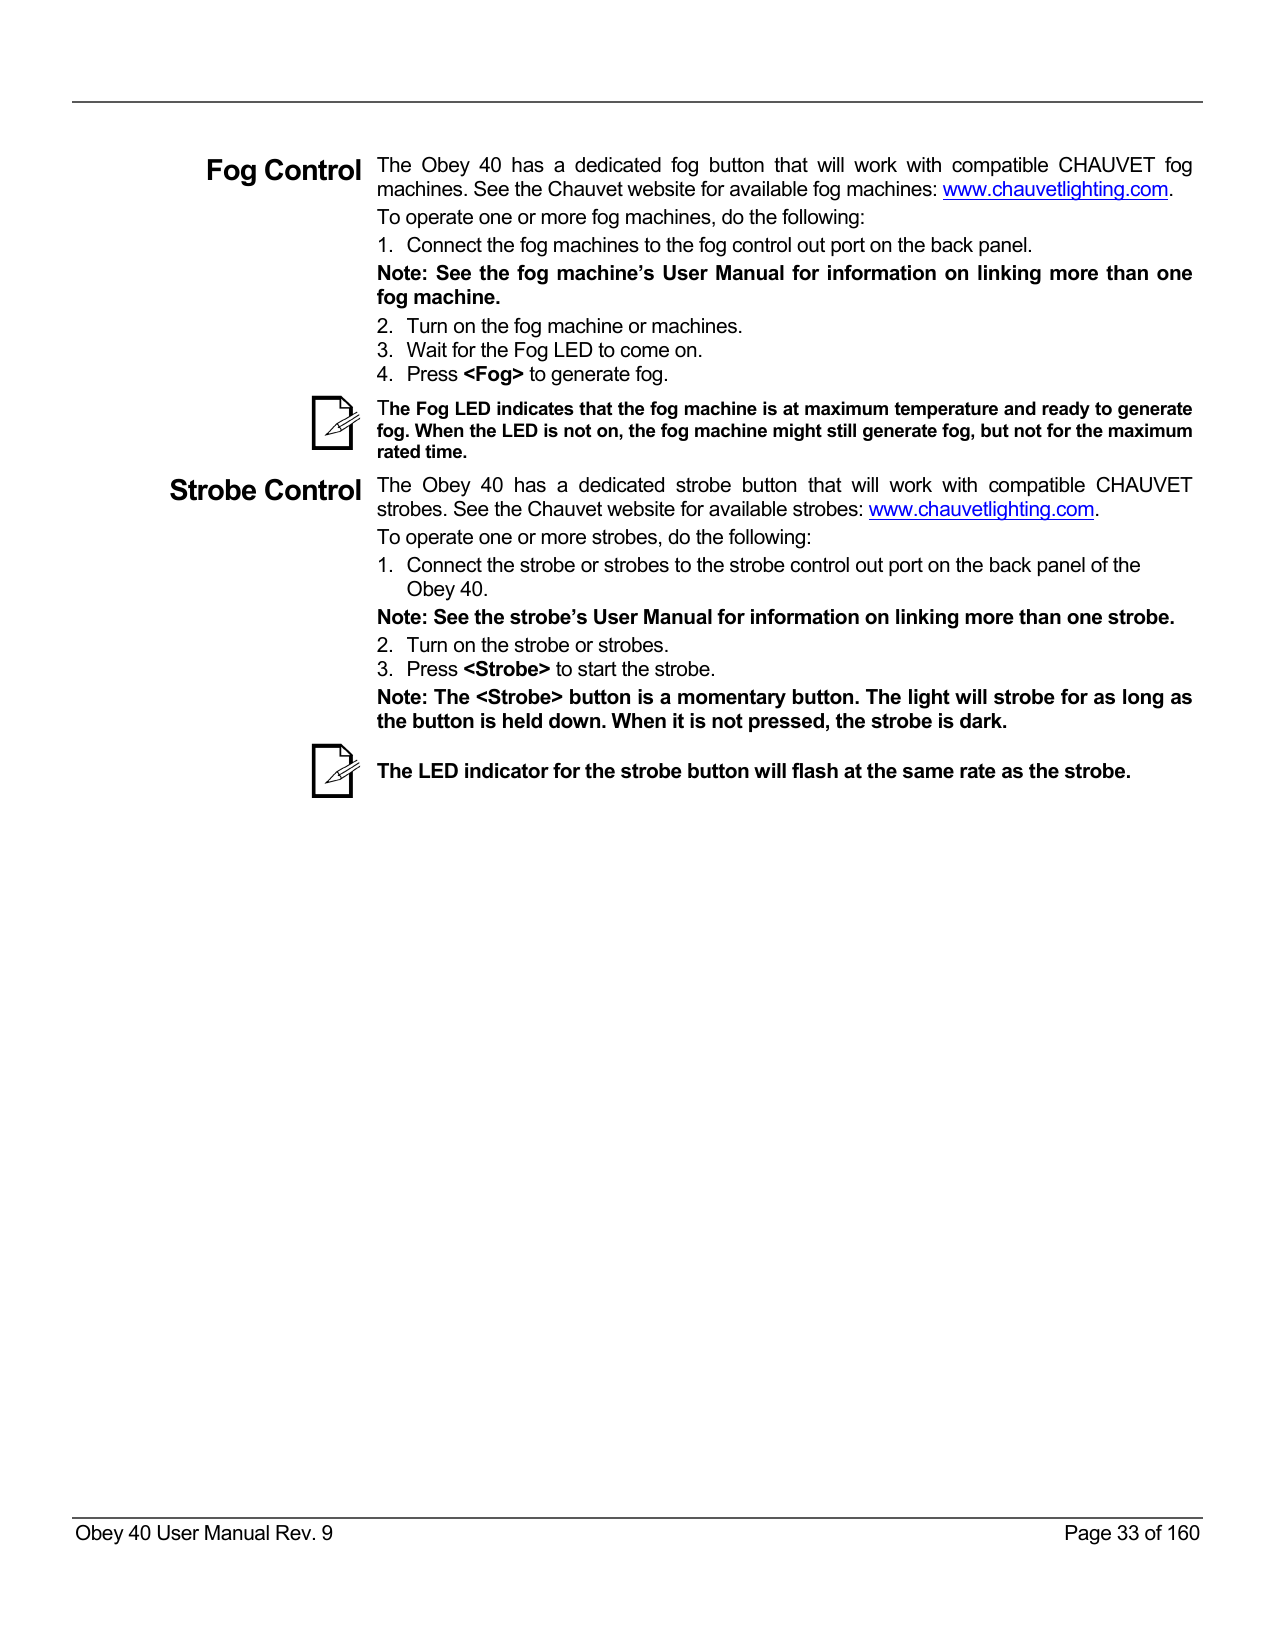 Fog Control
The Obey 40 has a dedicated fog button that will work with compatible CHAUVET fog
machines. See the Chauvet website for available fog machines: www.chauvetlighting.com.
To operate one or more fog machines, do the following:
1. Connect the fog machines to the fog control out port on the back panel.
Note: See the fog machine’s User Manual for information on linking more than one
fog machine.
2. Turn on the fog machine or machines.
3. Wait for the Fog LED to come on.
4. Press <Fog> to generate fog.
The Fog LED indicates that the fog machine is at maximum temperature and ready to generate
fog. When the LED is not on, the fog machine might still generate fog, but not for the maximum
rated time.
Strobe Control
The Obey 40 has a dedicated strobe button that will work with compatible CHAUVET
strobes. See the Chauvet website for available strobes: www.chauvetlighting.com.
To operate one or more strobes, do the following:
1. Connect the strobe or strobes to the strobe control out port on the back panel of the
Obey 40.
Note: See the strobe’s User Manual for information on linking more than one strobe.
2. Turn on the strobe or strobes.
3. Press <Strobe> to start the strobe.
Note: The <Strobe> button is a momentary button. The light will strobe for as long as
the button is held down. When it is not pressed, the strobe is dark.
The LED indicator for the strobe button will flash at the same rate as the strobe.
Obey 40 User Manual Rev. 9
Page 33 of 160